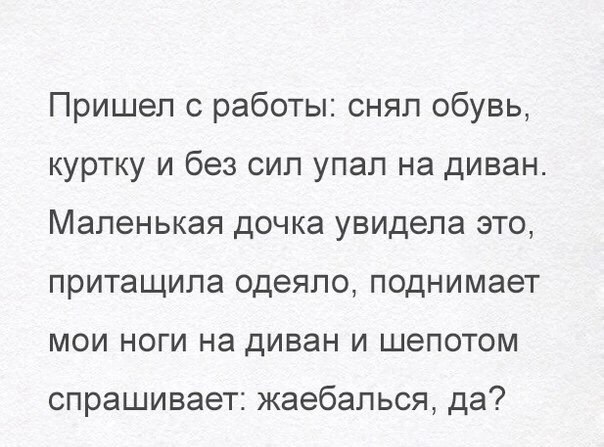 Пришел с работы: снял обувь,
куртку и без сил упал на диван.
Маленькая дочка увидела это,
притащила одеяло, поднимает
мои ноги на диван и шепотом
спрашивает: жаебалься, да?